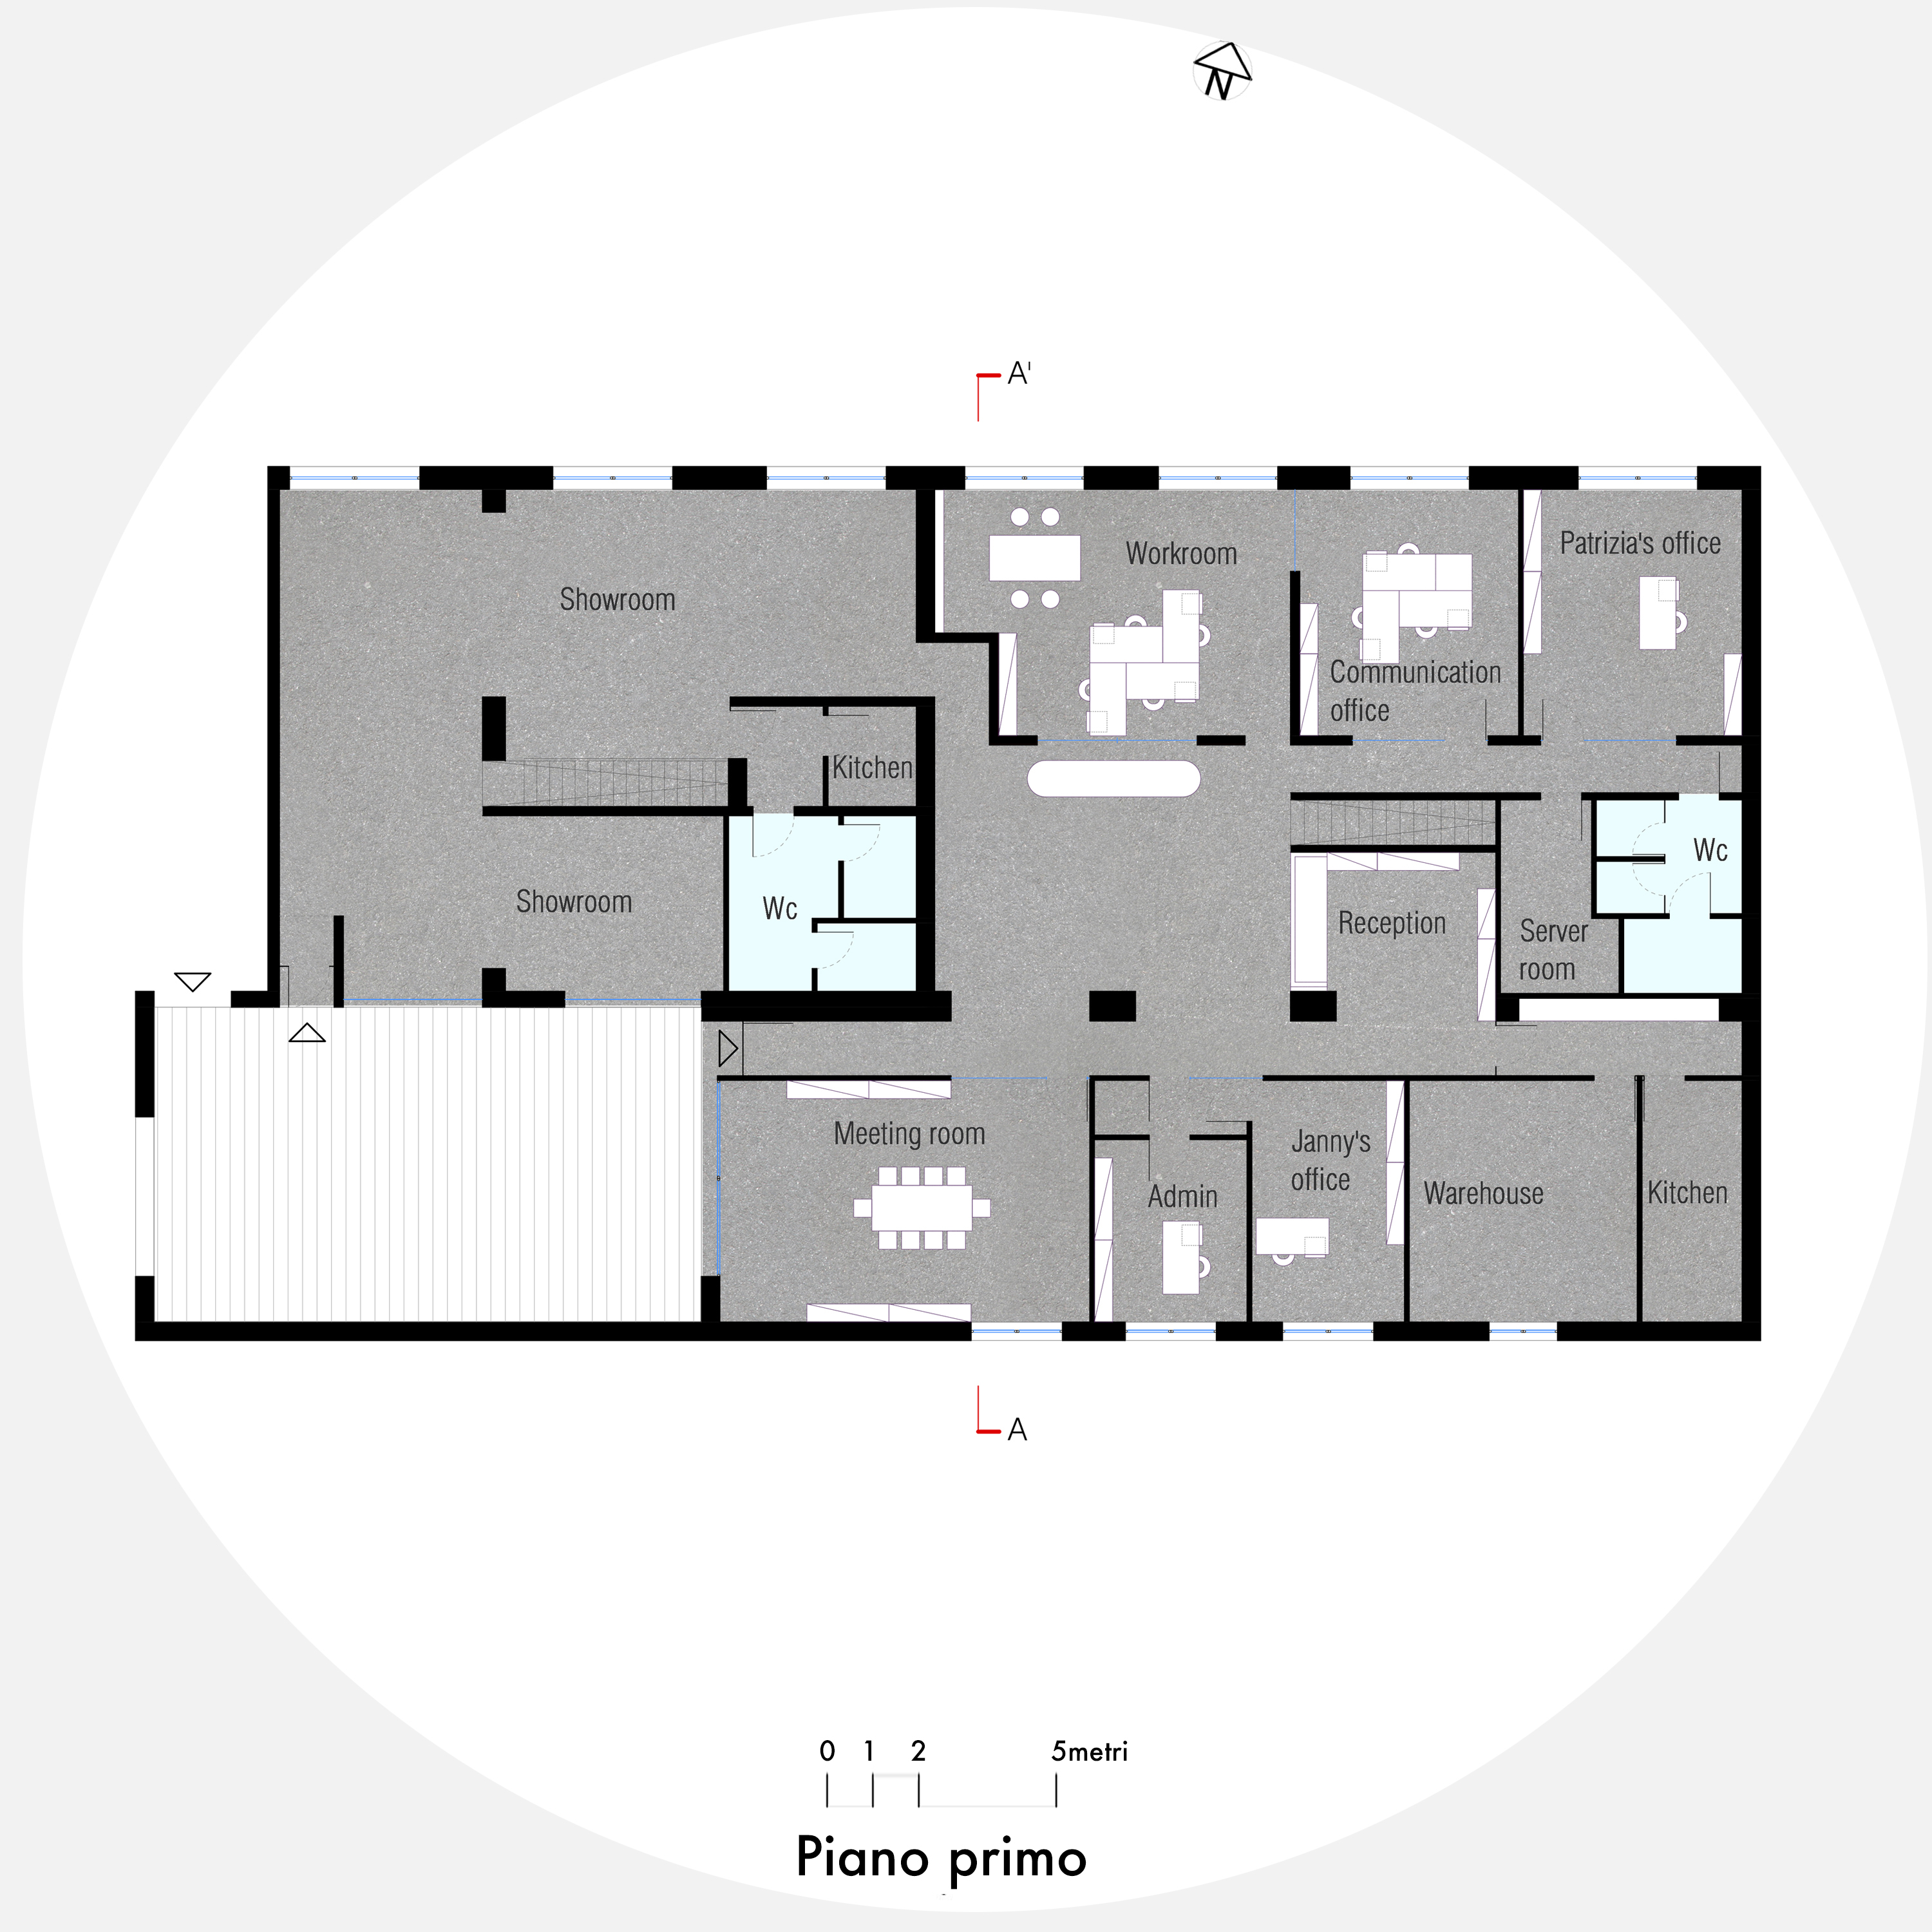 N
A'
Patrizia's office
Workroom
Showroom
Communication
office
Kitchen
Wc
Showroom
Wc
Reception
Server
room
Meeting room
Janny's
office
Admin
Warehouse
Kitchen
A
0 1 2 5metri
Piano primo